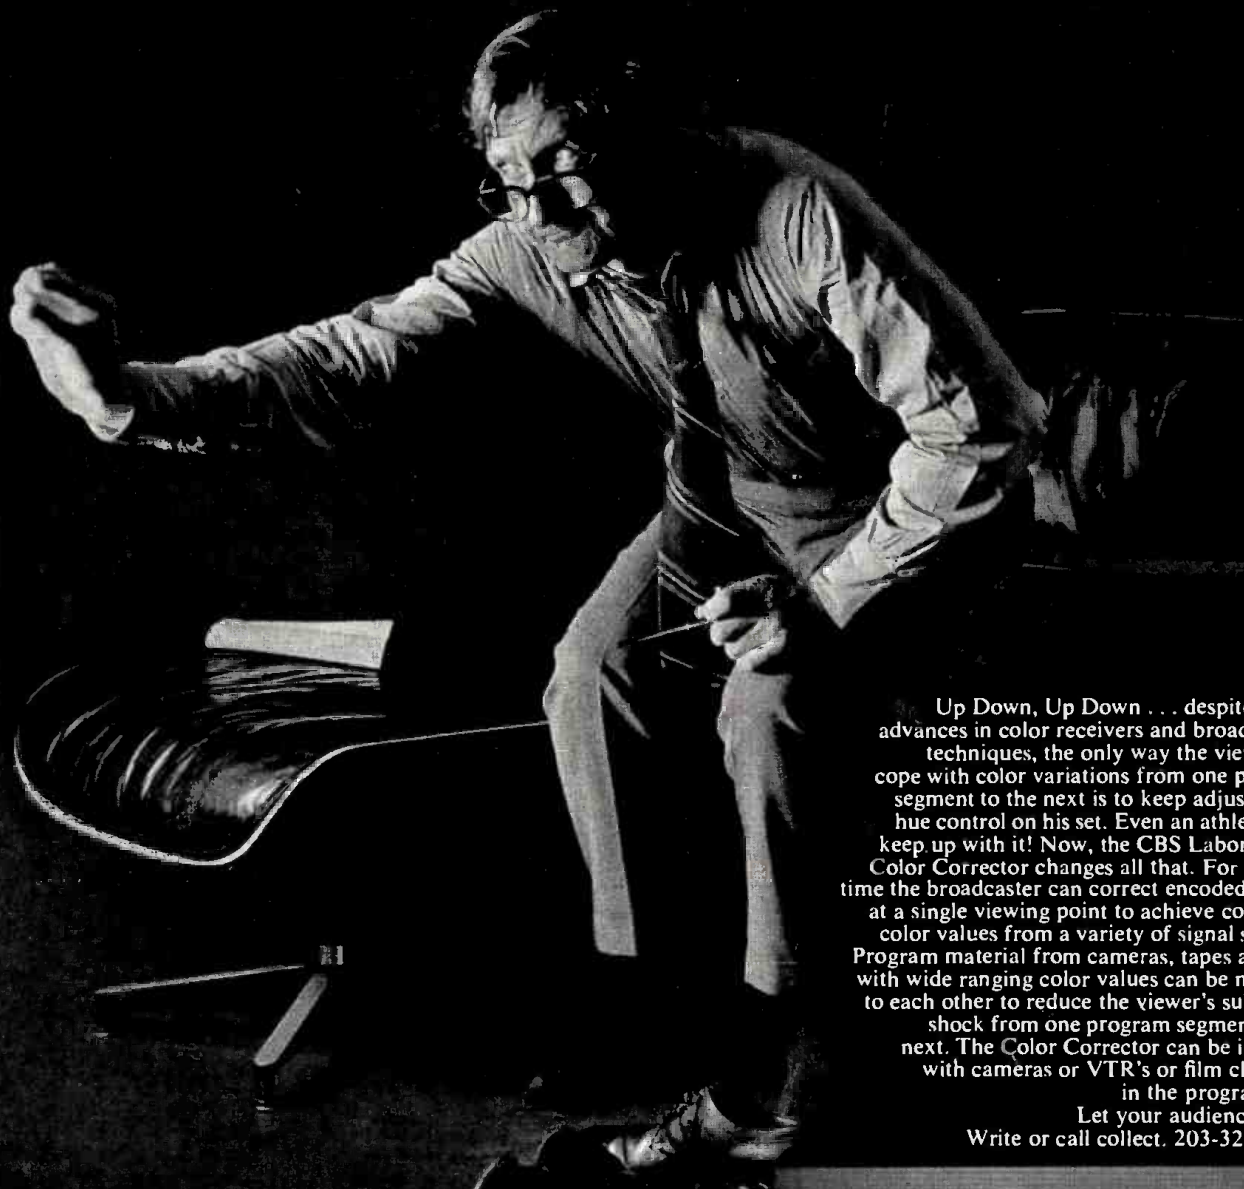 Up Down, Up Down . . . despite
advances in color receivers and broad
techniques, the only way the vie
cope with color variations from one p
segment to the next is to keep adjus
hue control on his set. Even an athle
keep up with it! Now, the CBS Labor
Color Corrector changes all that. For
time the broadcaster can correct encoded
at a single viewing point to achieve co
color values from a variety of signal s
Program material from cameras, tapes a
with wide ranging color values can be m
to each other to reduce the viewer's su
shock from one program segmen
next. The Color Corrector can be i
with cameras or VTR's or film cl
in the progra
Let your audienc
Write or call collect. 203-32